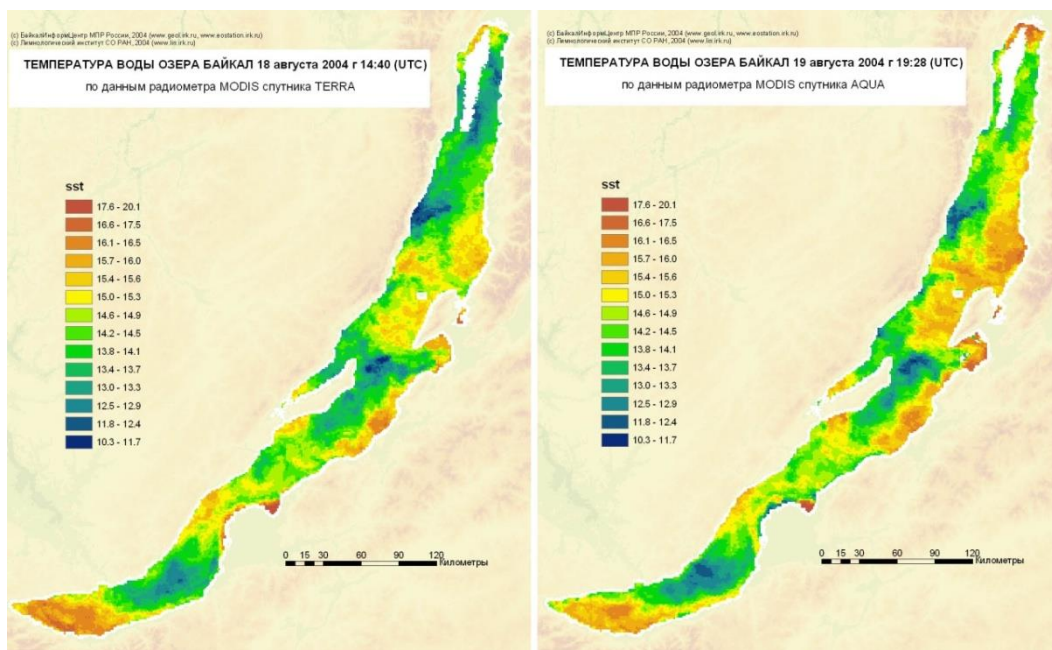 (c) БайкалИнформЦентр МПР России, 2004 (www.geol.irk.ru, www.eostation.irk.ru)
(c) Лимнологический институт СО РАН, 2004 (www.lin.irk.ru)
ТЕМПЕРАТУРА ВОДЫ ОЗЕРА БАЙКАЛ 18 августа 2004 г 14:40 (UTC)
по данным радиометра MODIS спутника TERRA
sst
17.6 - 20.1
16.6 - 17.5
16.1 - 16.5
15.7 - 16.0
15.4 - 15.6
15.0 - 15.3
14.6 - 14.9
14.2 - 14.5
13.8 - 14.1
13.4 - 13.7
13.0 - 13.3
12.5 - 12.9
11.8 - 12.4
10.3 - 11.7
0 15 30 60 90 120
Километры
(c) БайкалИнформЦентр МПР России, 2004 (www.geol.irk.ru, www.eostation.irk.ru)
(c) Лимнологический институт СО РАН, 2004 (www.lin.irk.ru)
ТЕМПЕРАТУРА ВОДЫ ОЗЕРА БАЙКАЛ 19 августа 2004 г 19:28 (UTC)
по данным радиометра MODIS спутника AQUA
sst
17.6 - 20.1
16.6 - 17.5
16.1 - 16.5
15.7 - 16.0
15.4 - 15.6
15.0 - 15.3
14.6 - 14.9
14.2 - 14.5
13.8 - 14.1
13.4 - 13.7
13.0 - 13.3
12.5 - 12.9
11.8 - 12.4
10.3 - 11.7
0 15 30 60 90 120
Километры